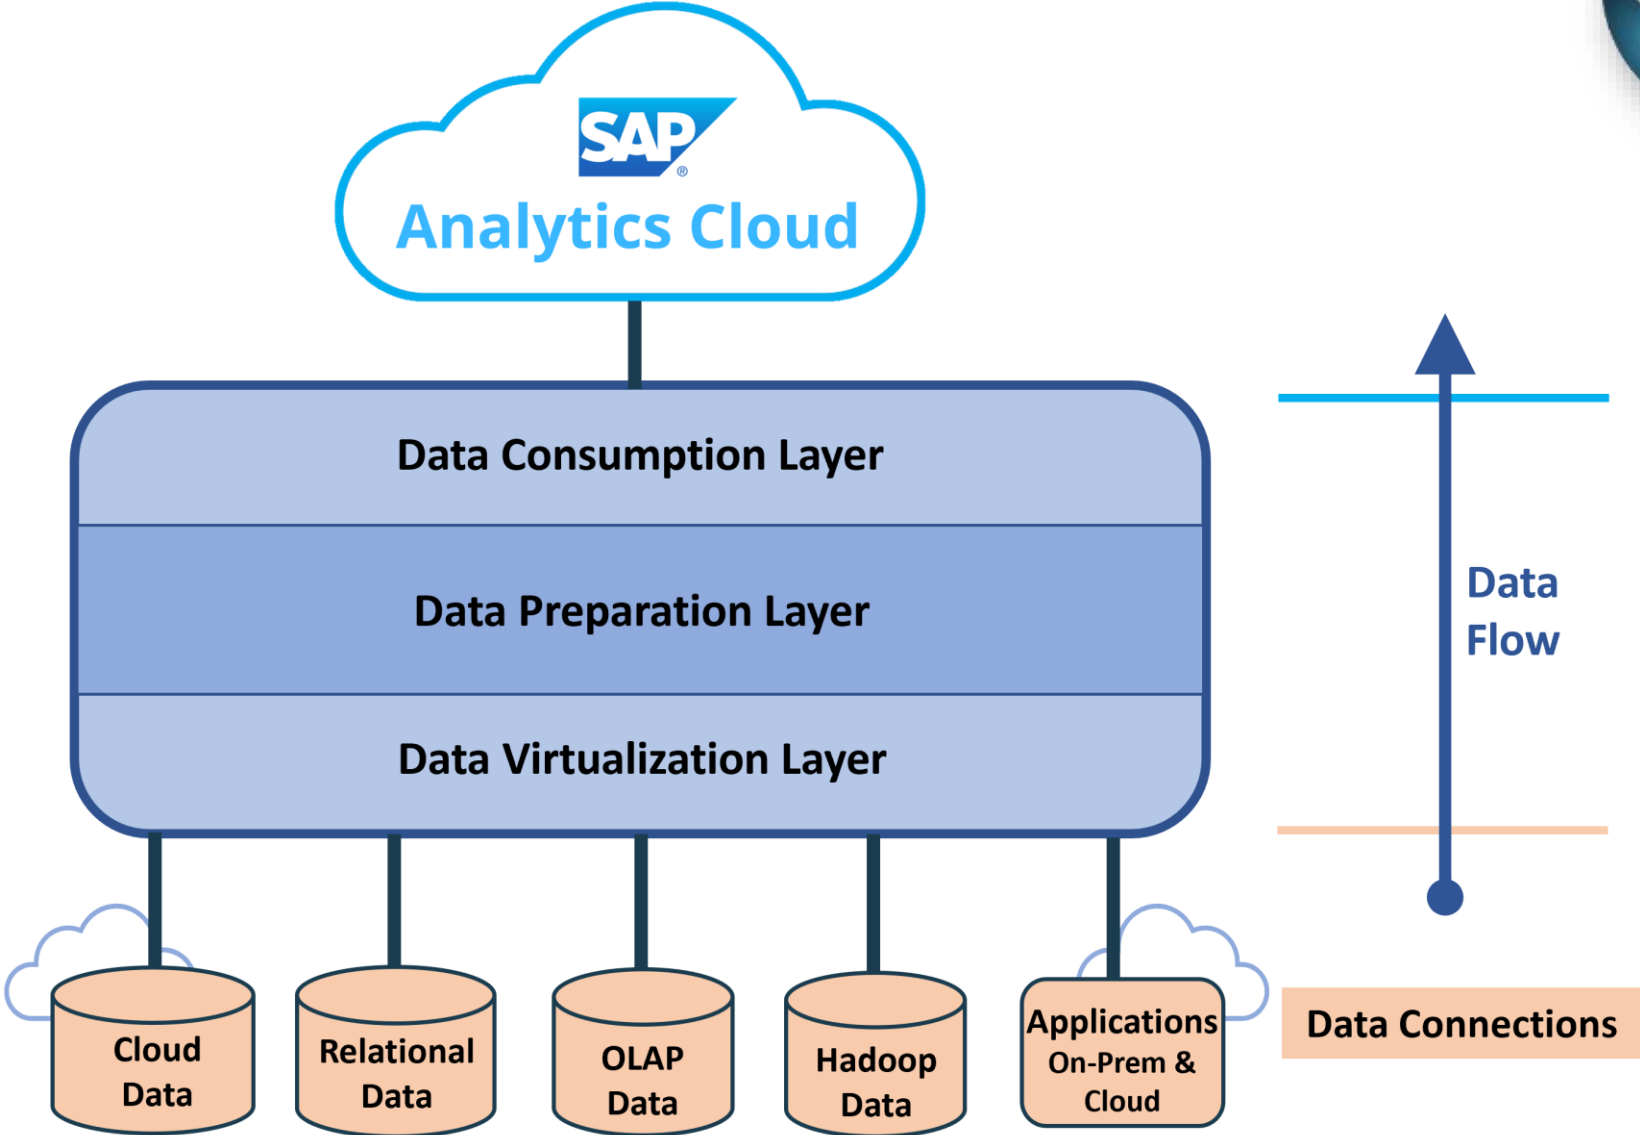 SAP
®
Analytics Cloud
Data Consumption Layer
Data Preparation Layer
Data Virtualization Layer
Data
Flow
Cloud
Data
Relational
Data
OLAP
Data
Hadoop
Data
Applications
On-Prem &
Cloud
Data Connections